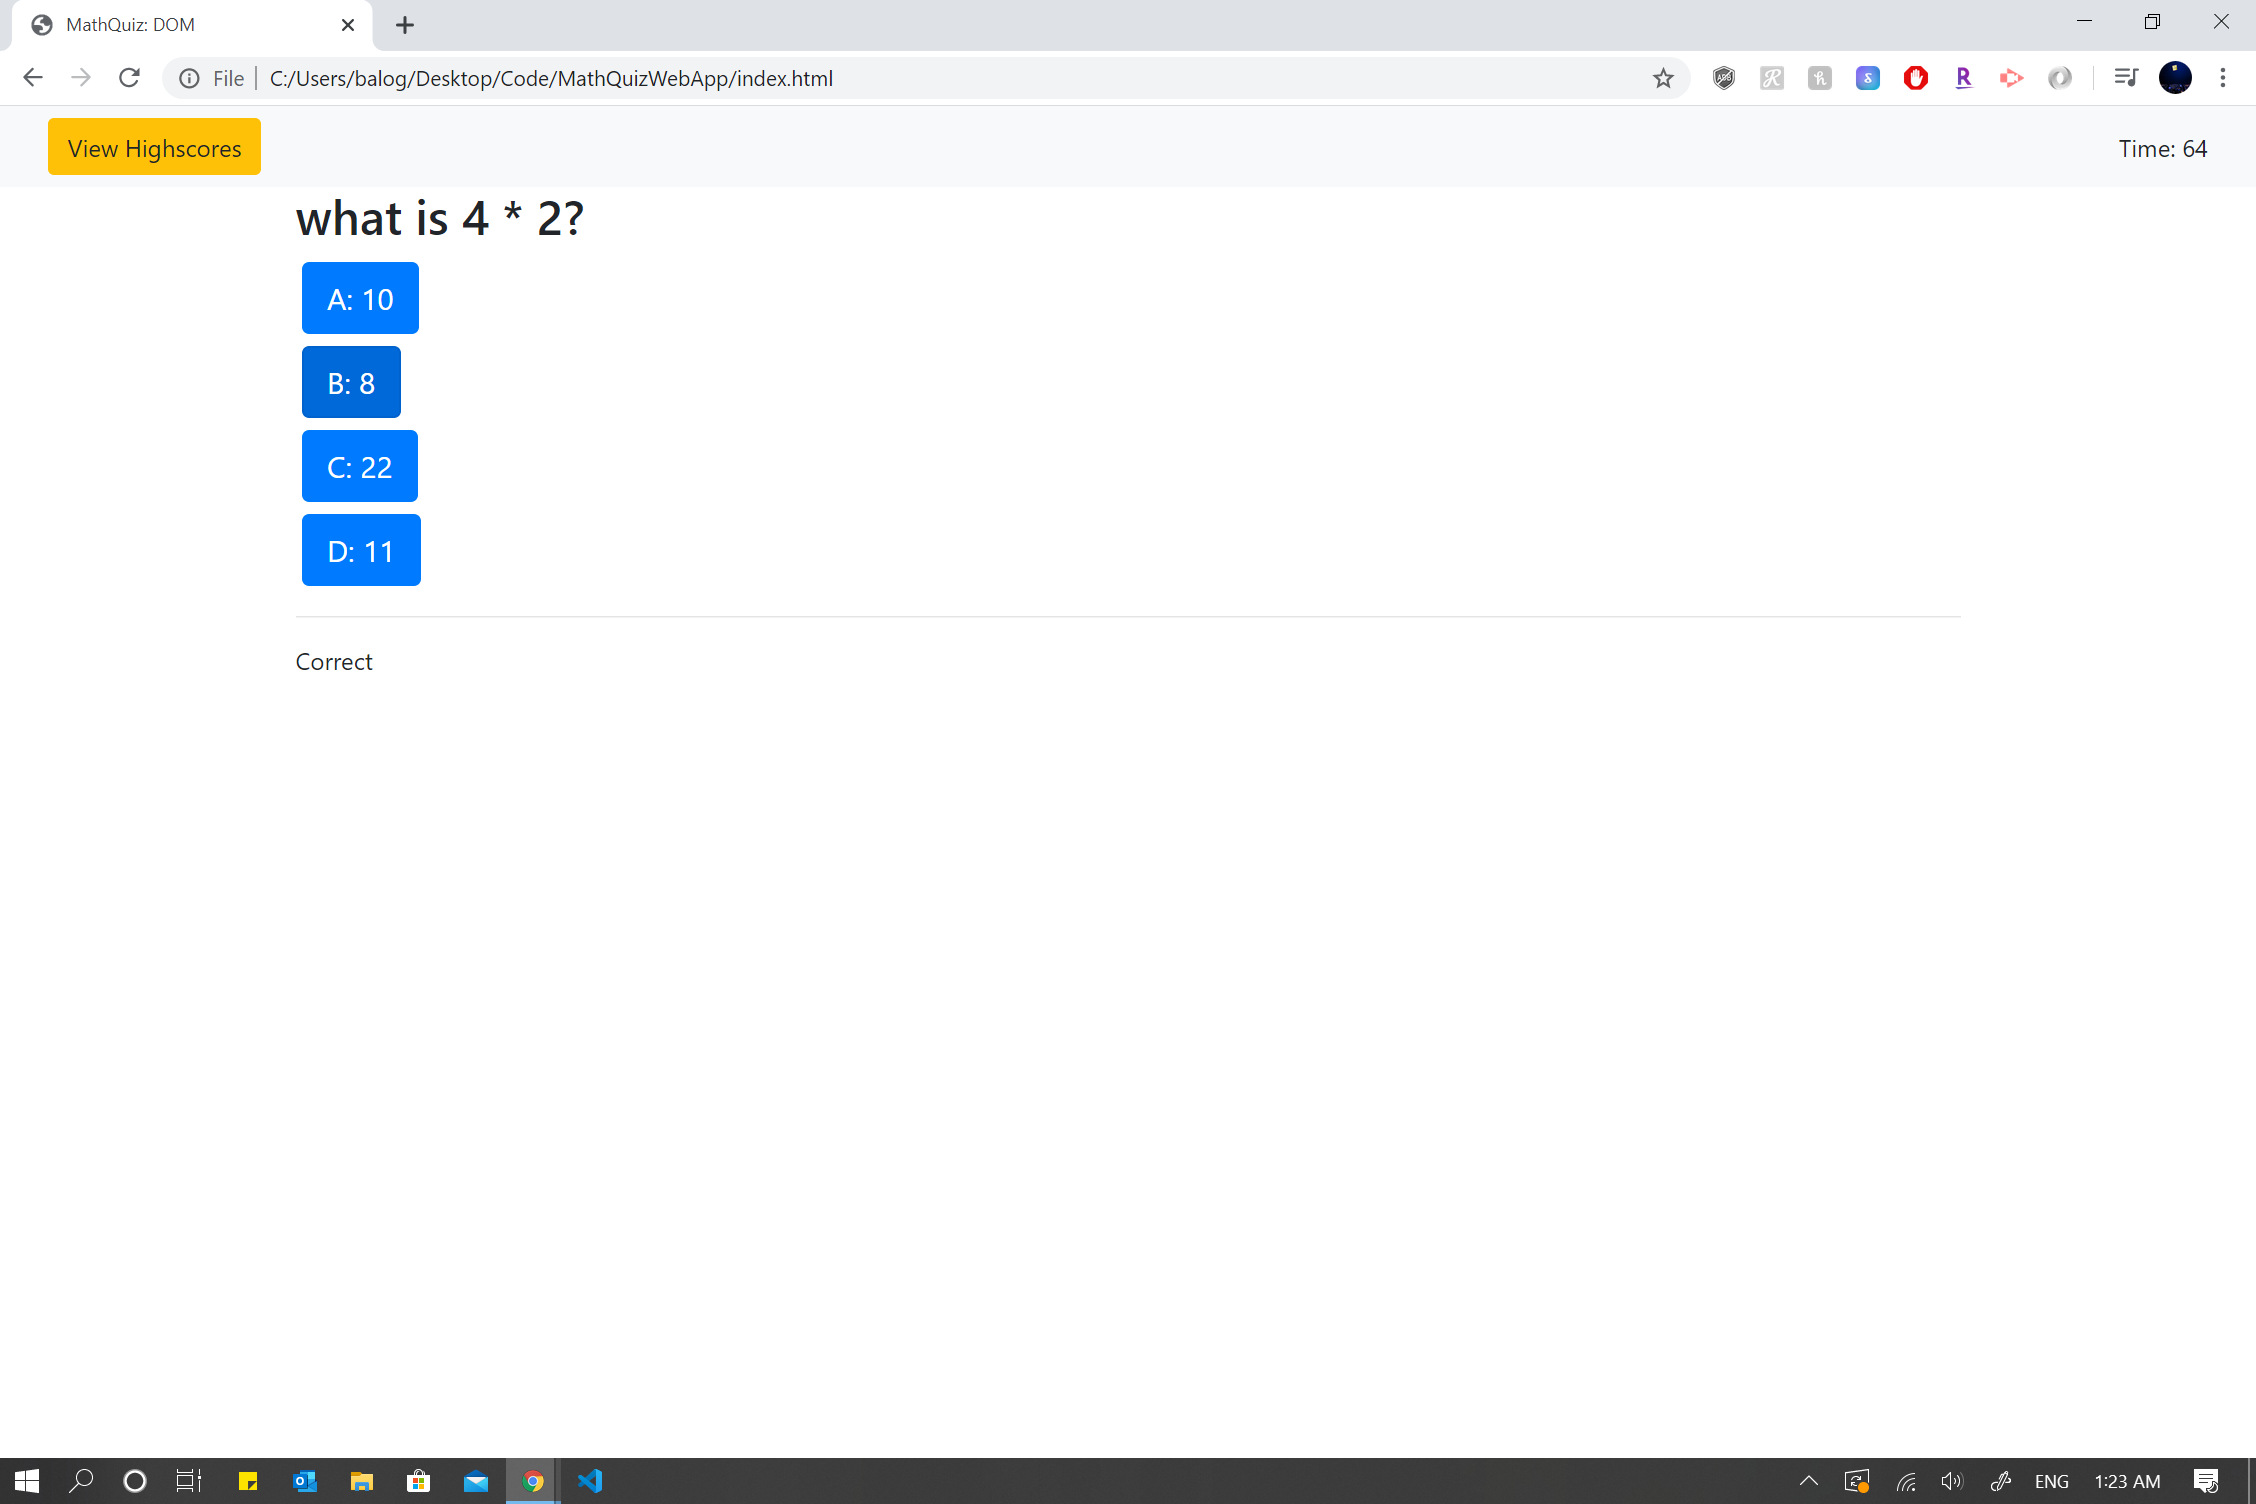 MathQuiz: DOM
File | C:/Users/balog/Desktop/Code/MathQuizWebApp/index.html
View Highscores
Time: 64
what is 4 * 2?
A: 10
B: 8
C: 22
D: 11
Correct
ENG
1:23 AM